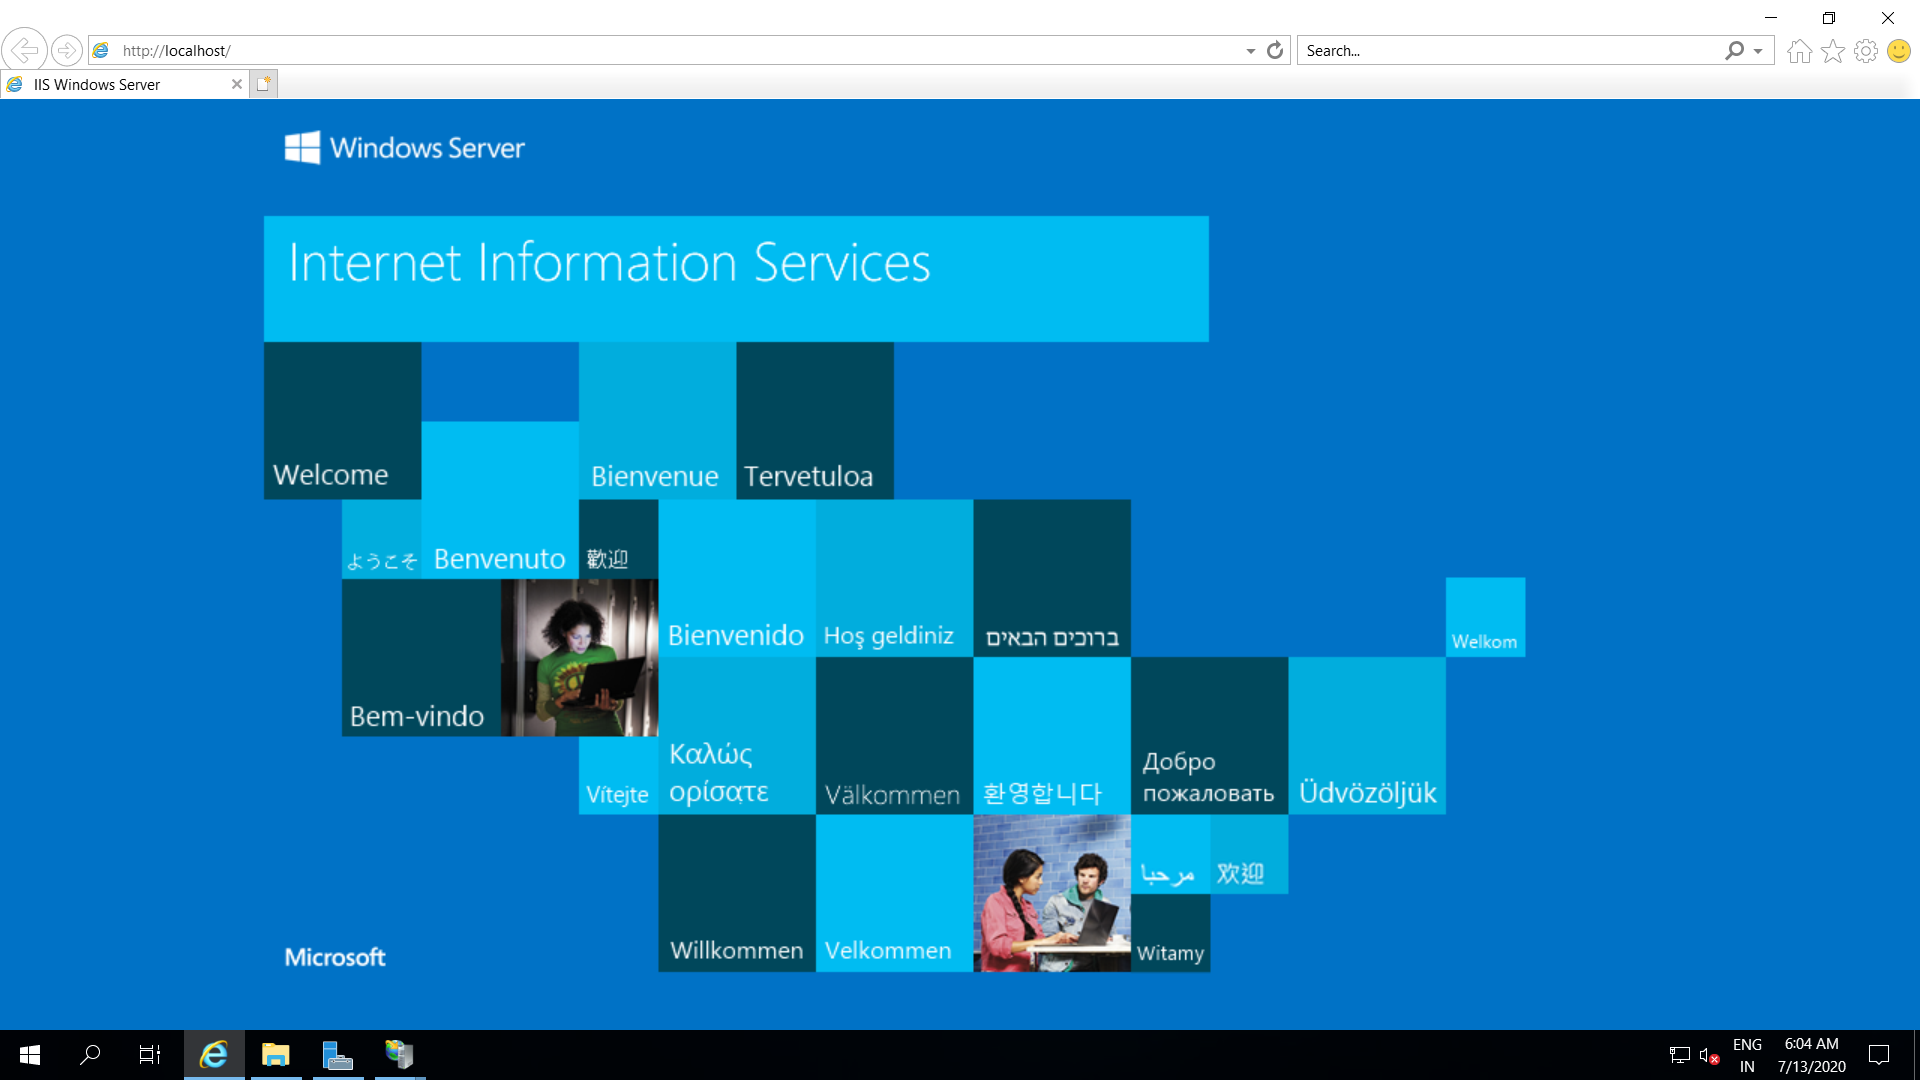 http://localhost/
Search...
IIS Windows Server
Windows Server
Internet Information Services
Welcome
Bienvenue
Tervetuloa
ようこそ
Benvenuto
歡迎
Bienvenido
Hoş geldiniz
ברוכים הבאים
Welkom
Bem-vindo
Vítejte
Καλώς
ορίσατε
Välkommen
환영합니다
Добро
пожаловать
Üdvözöljük
مرحبا
欢迎
Willkommen
Velkommen
Witamy
Microsoft
ENG
IN
6:04 AM
7/13/2020